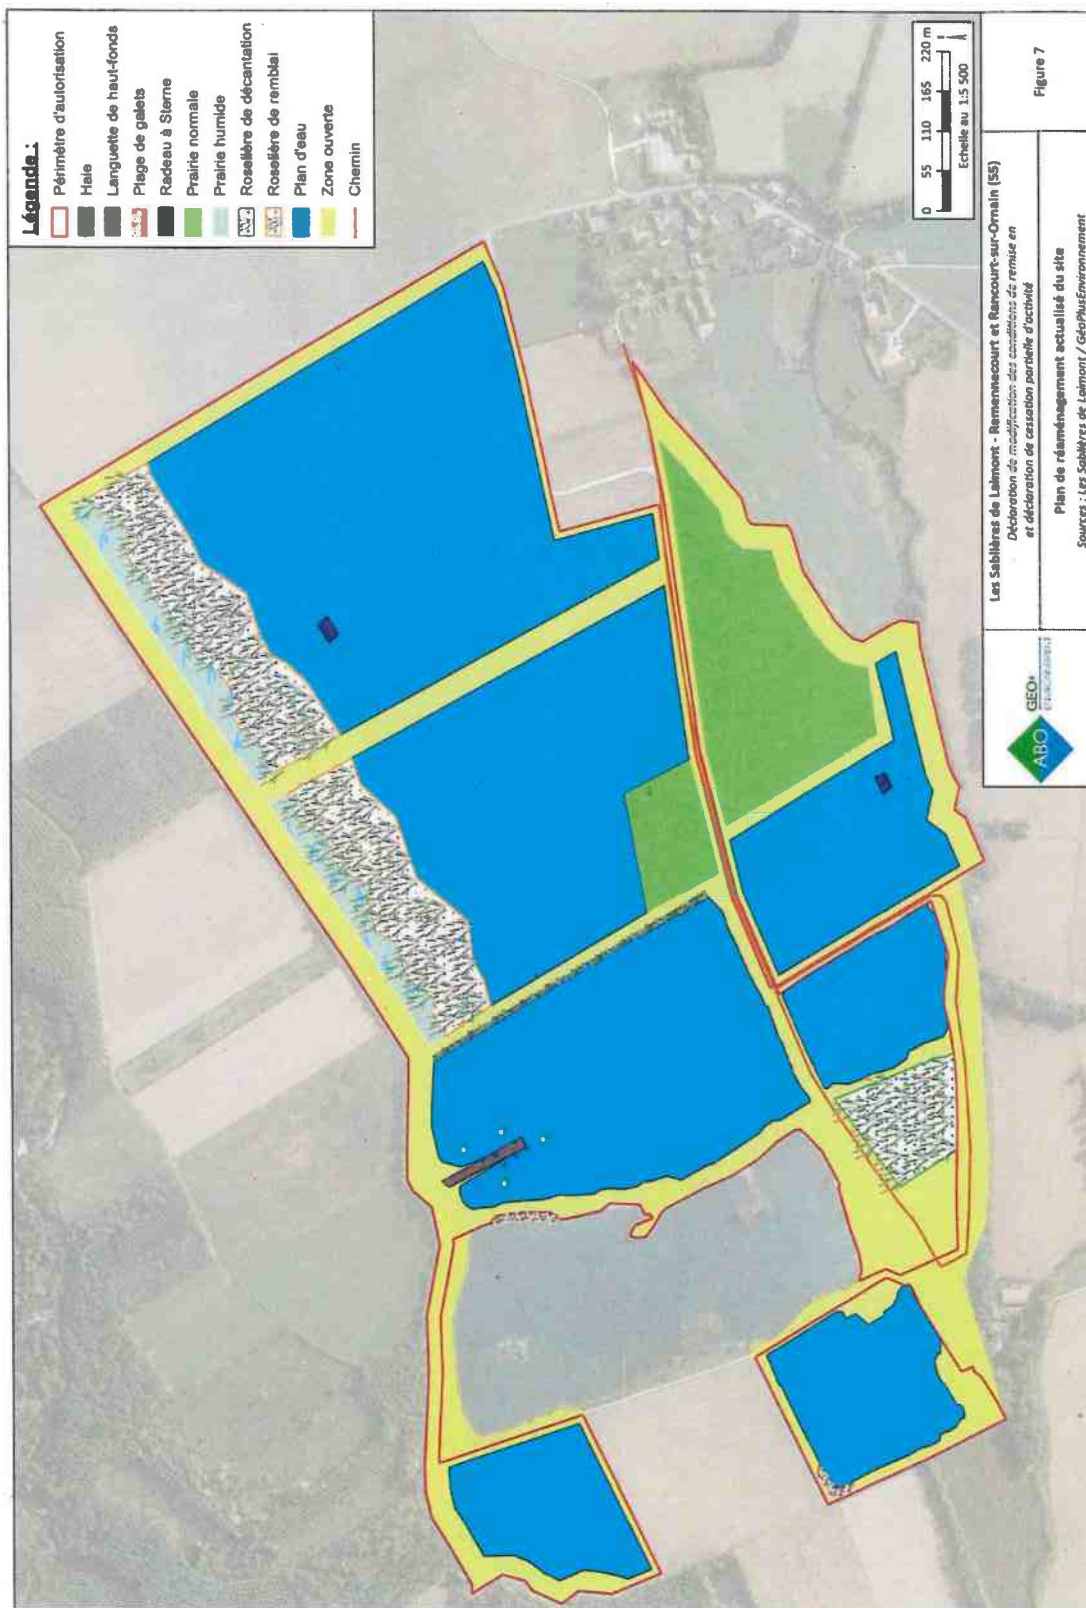 Légende :
Périmètre d'autorisation
Haie
Languette de haut-fonds
Plage de galets
Radeau à Sterne
Prairie normale
Prairie humide
Roselière de décantation
Roselière de remblai
Plan d'eau
Zone ouverte
Chemin
0 55 110 165 220 m
Echelle au 1:5 500
ABO
GEO+
ENVIRONNEMENT
Les Sablières de Laimont - Remennecourt et Rancourt-sur-Ornain (55)
Déclaration de modification des conditions de remise en
et déclaration de cessation partielle d'activité
Plan de réaménagement actualisé du site
Sources : Les Sablières de Laimont / GéoPlusEnvironnement
Figure 7